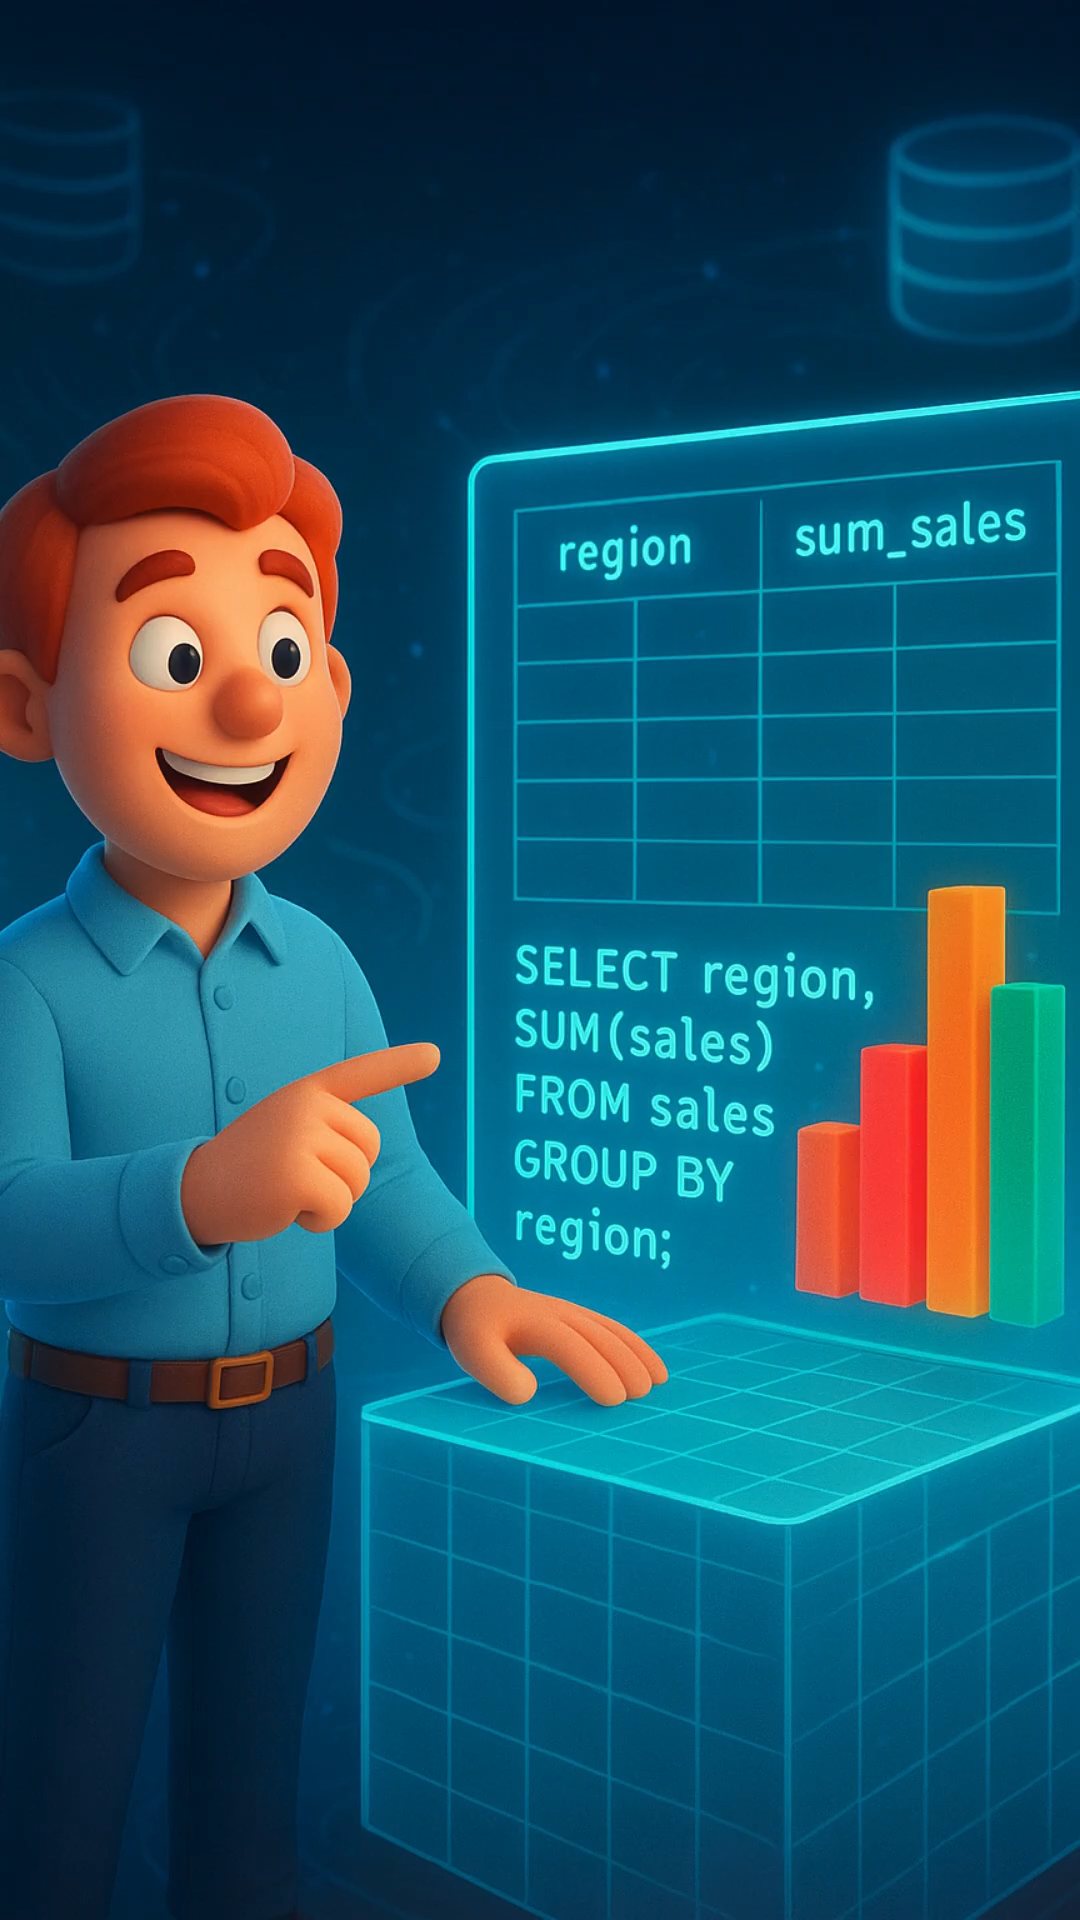 region sum_sales
SELECT region,
SUM(sales)
FROM sales
GROUP BY
region;